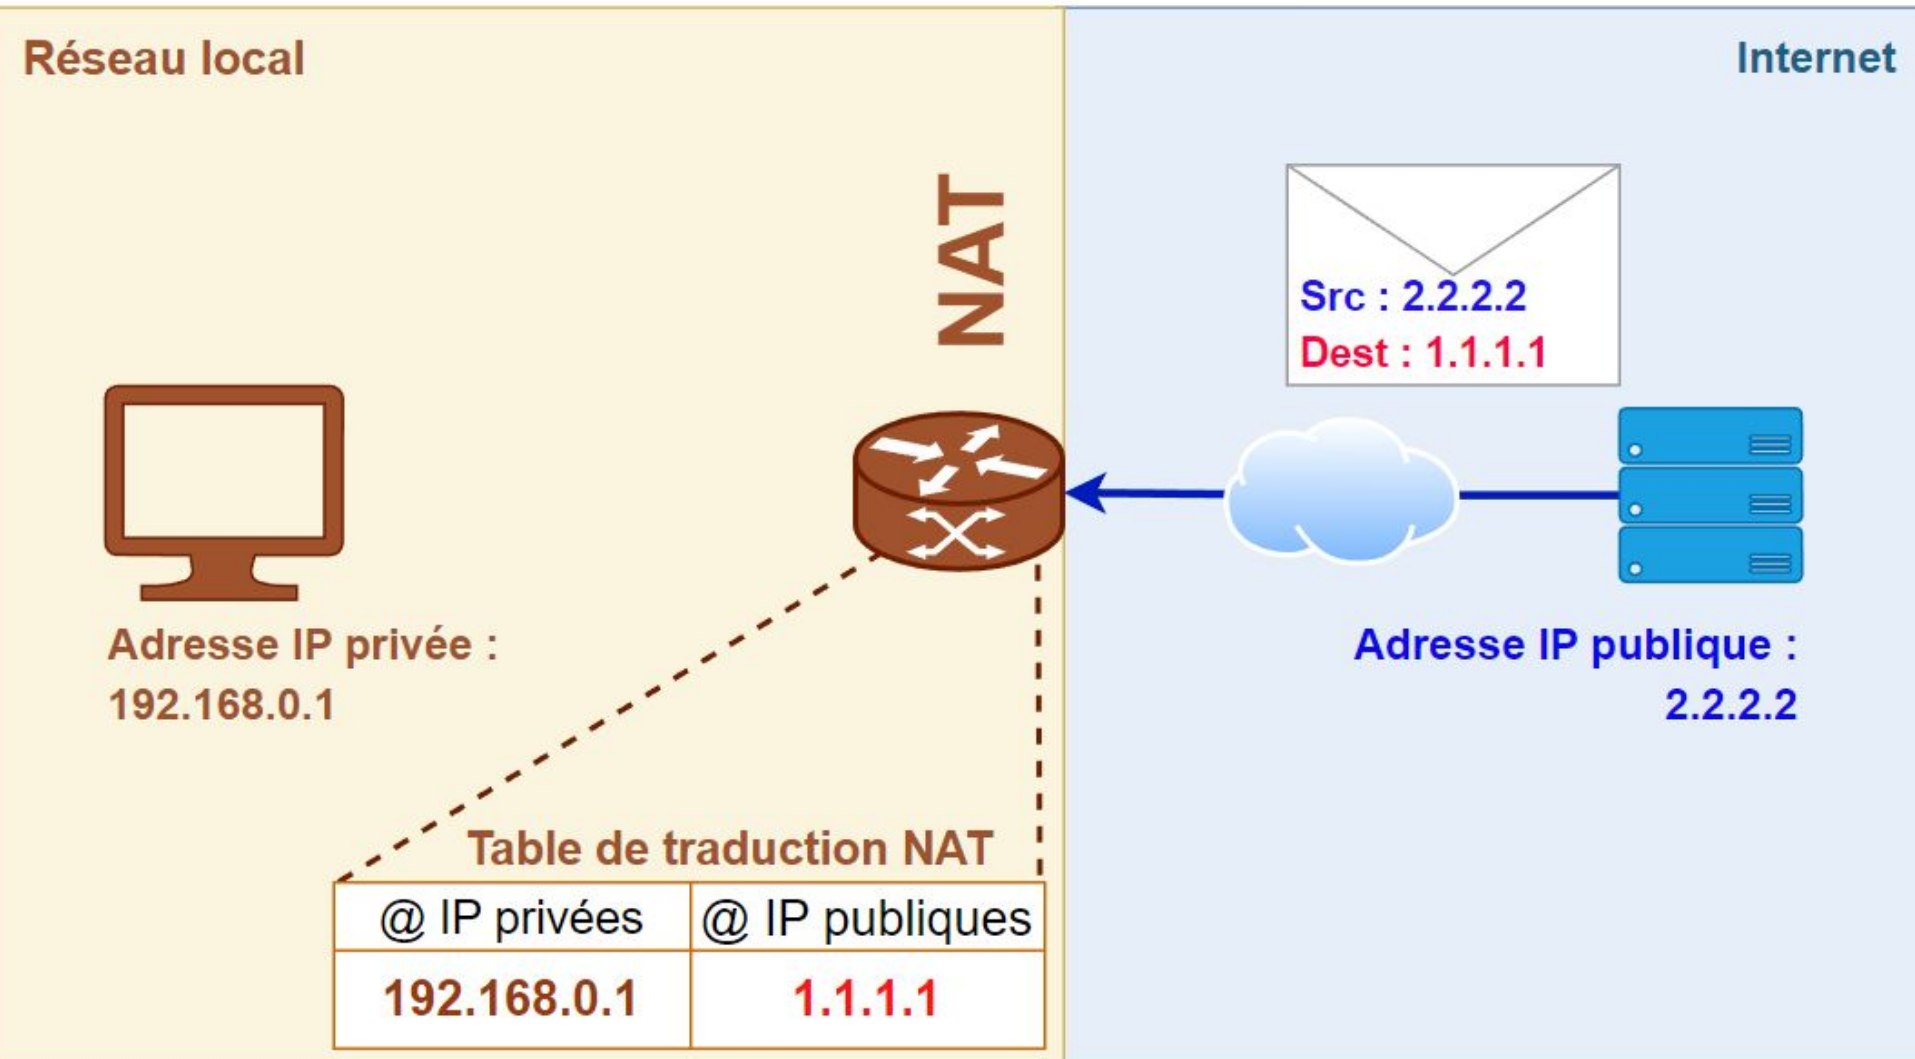 Réseau local
Internet
NAT
Src : 2.2.2.2
Dest : 1.1.1.1
Adresse IP privée :
192.168.0.1
Adresse IP publique :
2.2.2.2
Table de traduction NAT
@ IP privées
@ IP publiques
192.168.0.1
1.1.1.1